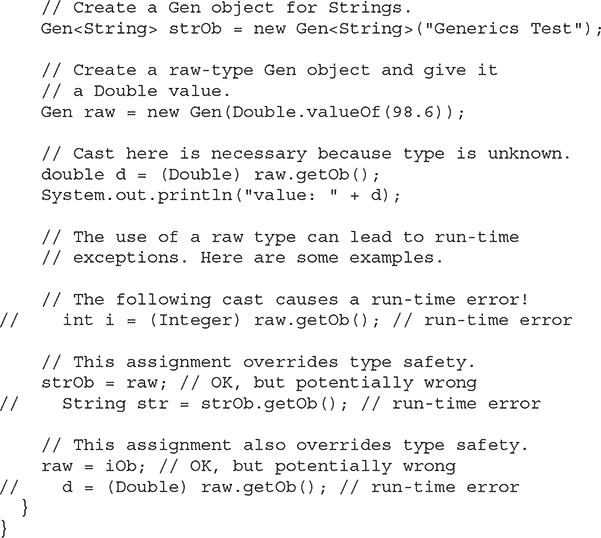 // Create a Gen object for Strings.
    Gen<String> strOb = new Gen<String>("Generics Test");

    // Create a raw-type Gen object and give it
    // a Double value.
    Gen raw = new Gen(Double.valueOf(98.6));

    // Cast here is necessary because type is unknown.
    double d = (Double) raw.getOb();
    System.out.println("value: " + d);

    // The use of a raw type can lead to run-time
    // exceptions. Here are some examples.

    // The following cast causes a run-time error!
//    int i = (Integer) raw.getOb(); // run-time error

    // This assignment overrides type safety.
    strOb = raw; // OK, but potentially wrong
//    String str = strOb.getOb(); // run-time error

    // This assignment also overrides type safety.
    raw = iOb; // OK, but potentially wrong
//    d = (Double) raw.getOb(); // run-time error
  }
}